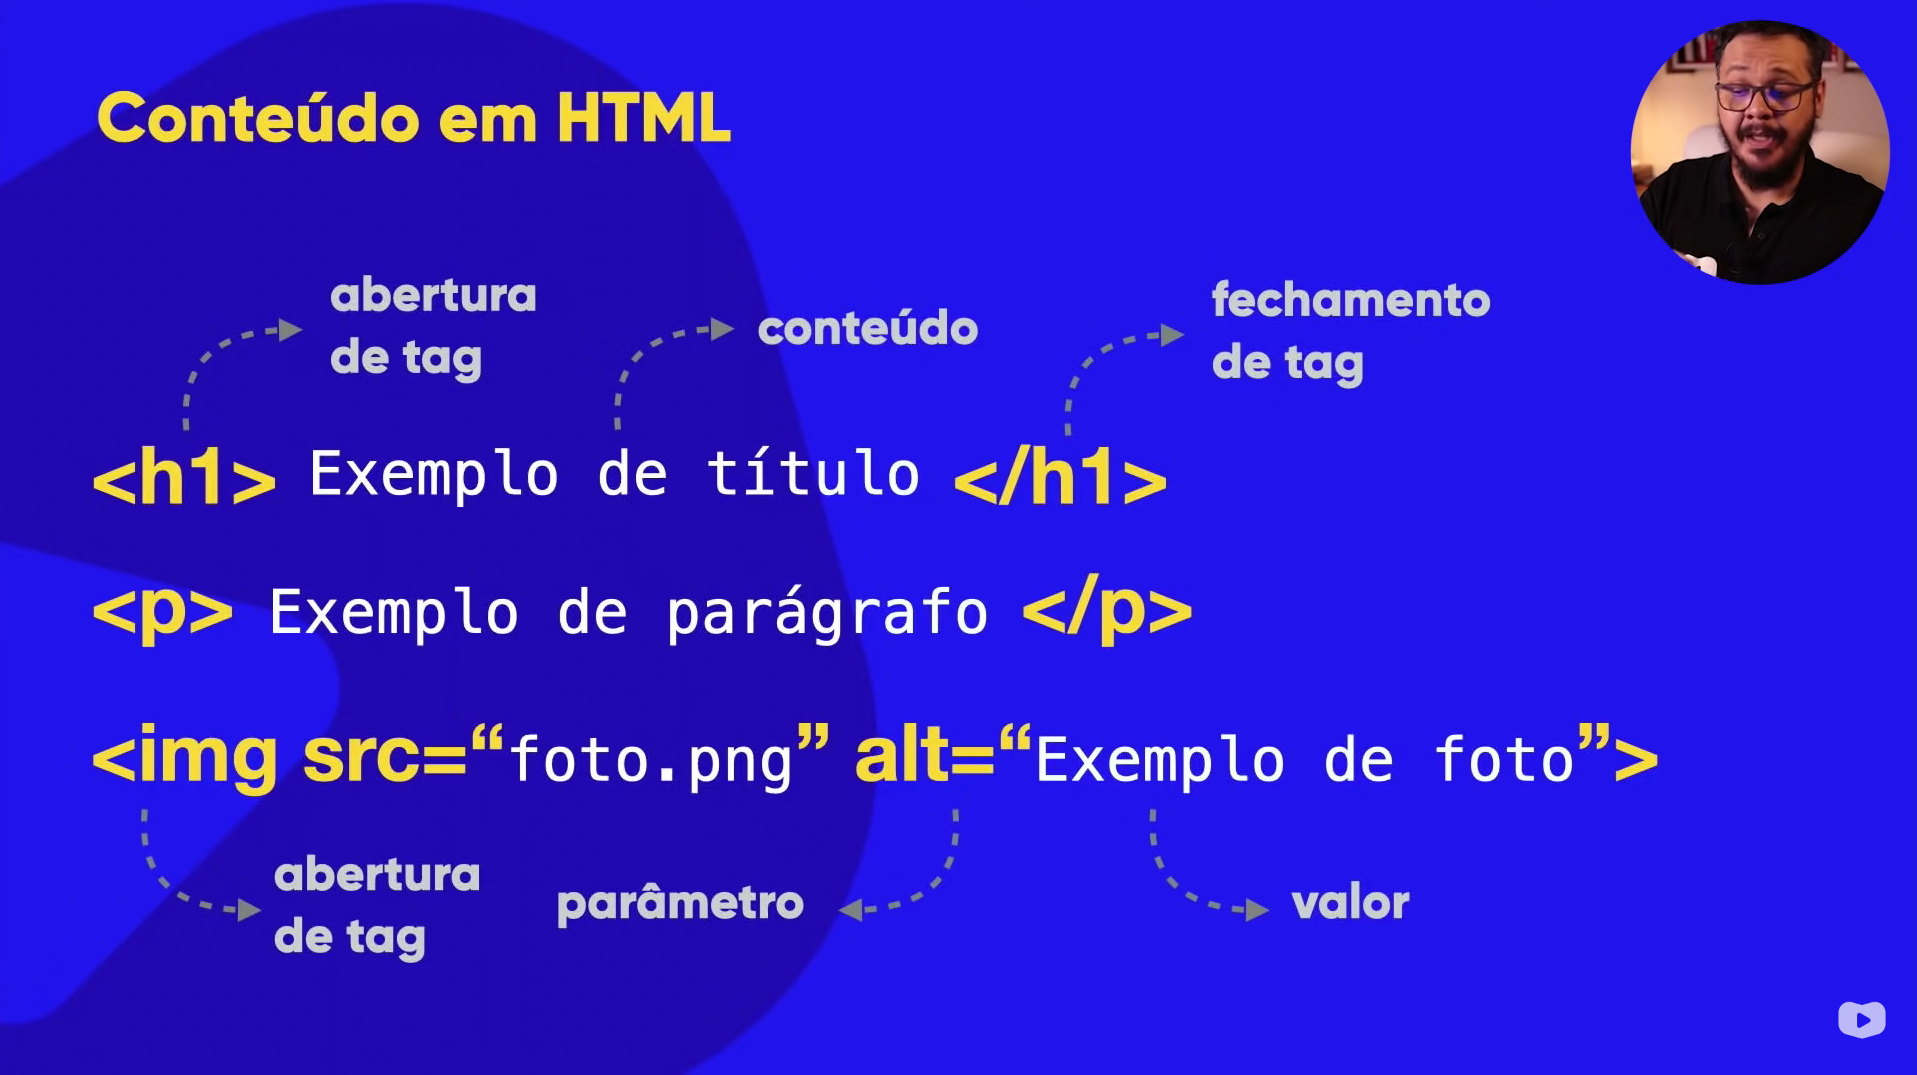 Conteúdo em HTML
abertura
de tag
conteúdo
fechamento
de tag
<h1> Exemplo de título </h1>
<p> Exemplo de parágrafo </p>
<img src=“foto.png” alt=“Exemplo de foto”>
abertura
de tag
parâmetro
valor